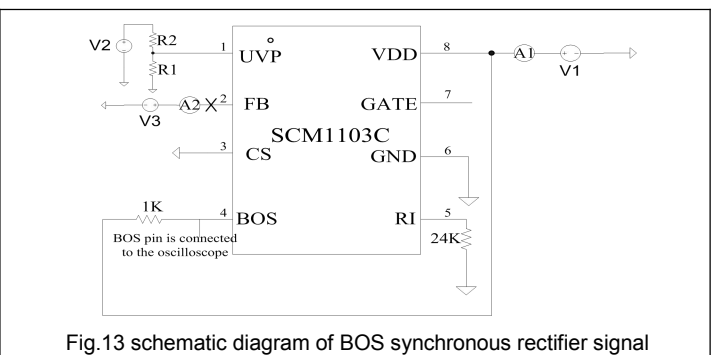 V2
R2
R1
1
UVP
VDD
8
A1
V1
V3
A2
2
FB
GATE
7
SCM1103C
3
CS
GND
6
1K
4
BOS
RI
5
BOS pin is connected
to the oscilloscope
24K
Fig.13 schematic diagram of BOS synchronous rectifier signal